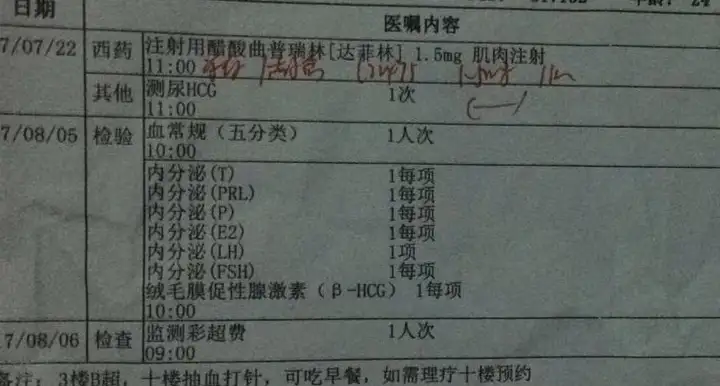 日期 医嘱内容
7/07/22 西药 注射用醋酸曲普瑞林[达菲林] 1.5mg 肌肉注射
11:00
其他 测尿HCG 1次
11:00 (—)
7/08/05 检验 血常规（五分类） 1人次
10:00
内分泌(T) 1每项
内分泌(PRL) 1每项
内分泌(P) 1每项
内分泌(E2) 1每项
内分泌(LH) 1项
内分泌(FSH) 1每项
绒毛膜促性腺激素（β-HCG） 1每项
10:00
7/08/06 检查 监测彩超费 1人次
09:00
备注: 3楼B超, 十楼抽血打针, 可吃早餐, 如需理疗十楼预约